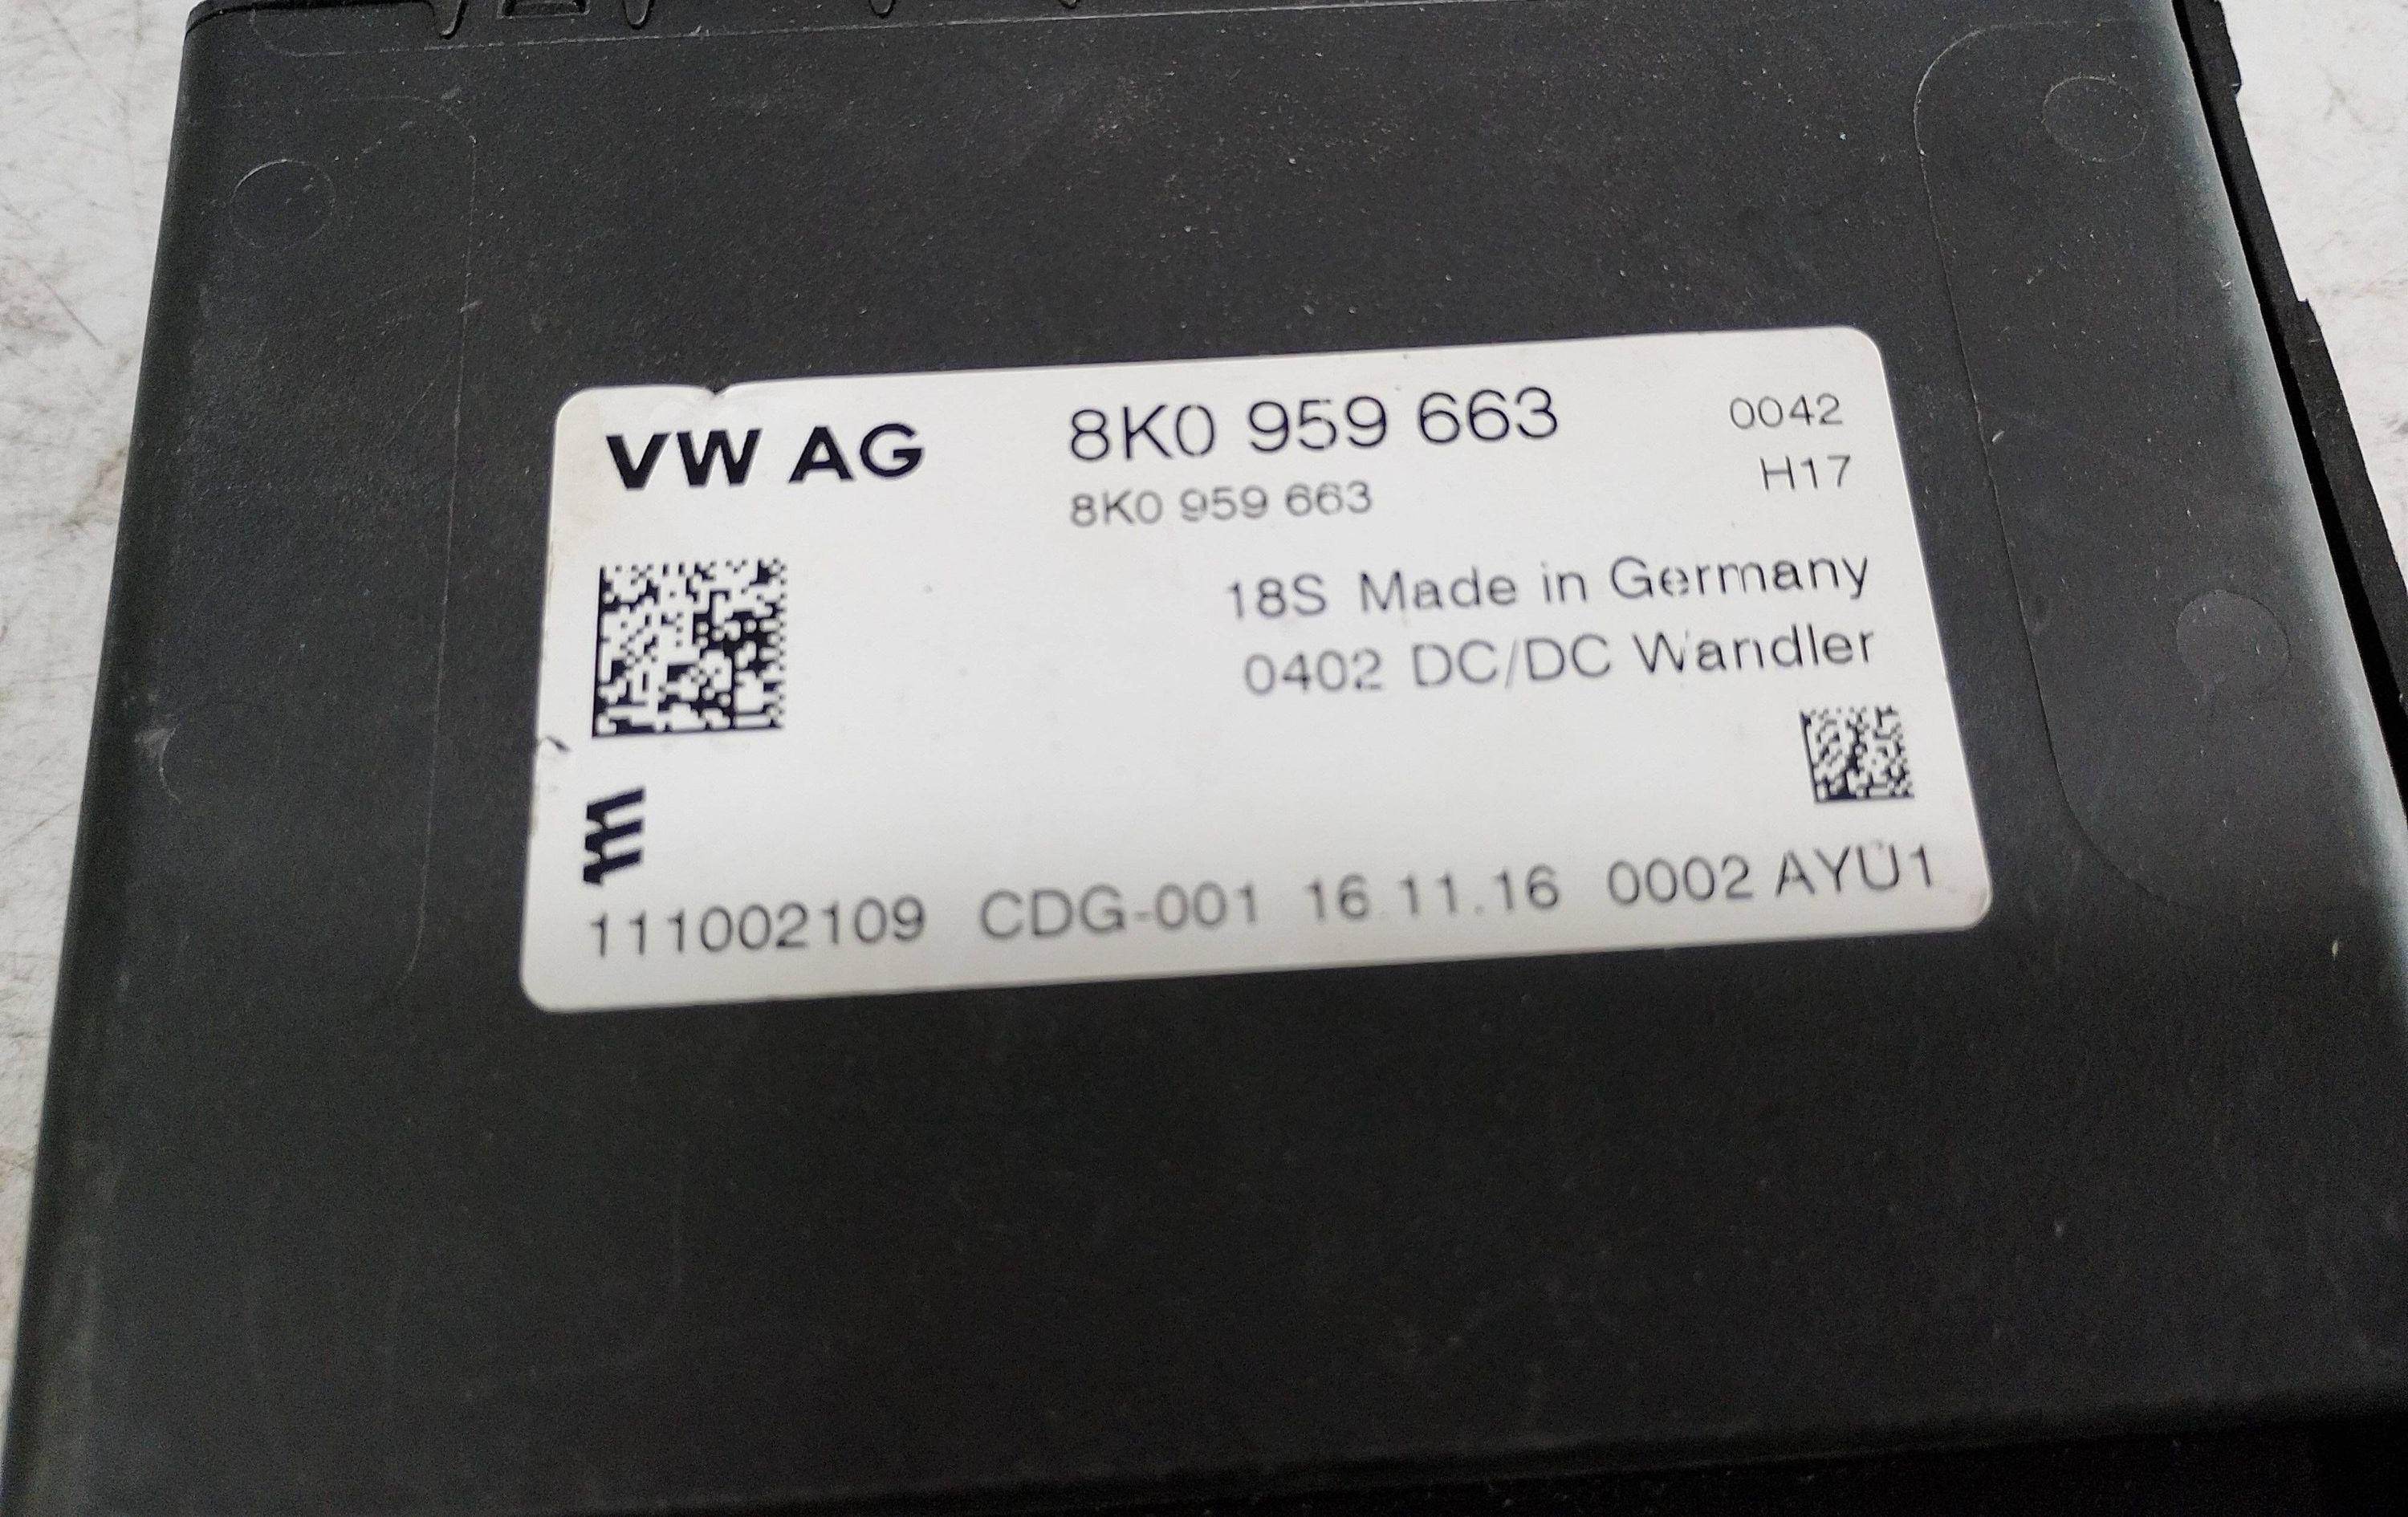 VW AG 8K0 959 663 0042
8K0 959 663 H17
18S Made in Germany
0402 DC/DC Wandler
111002109 CDG-001 16.11.16 0002 AYU1